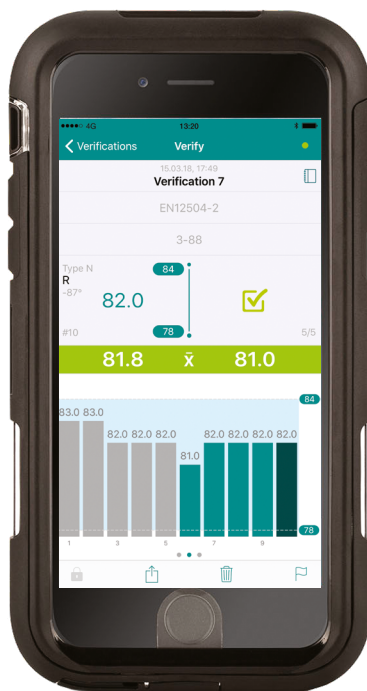 4G 13:20
Verifications Verify
15.03.18, 17:49
Verification 7
EN12504-2
3-88
Type N 84
R
-87° 82.0
#10 78 5/5
81.8 x̄ 81.0
84
83.0 83.0 82.0 82.0 82.0 81.0 82.0 82.0 82.0 82.0
78
1 3 5 7 9